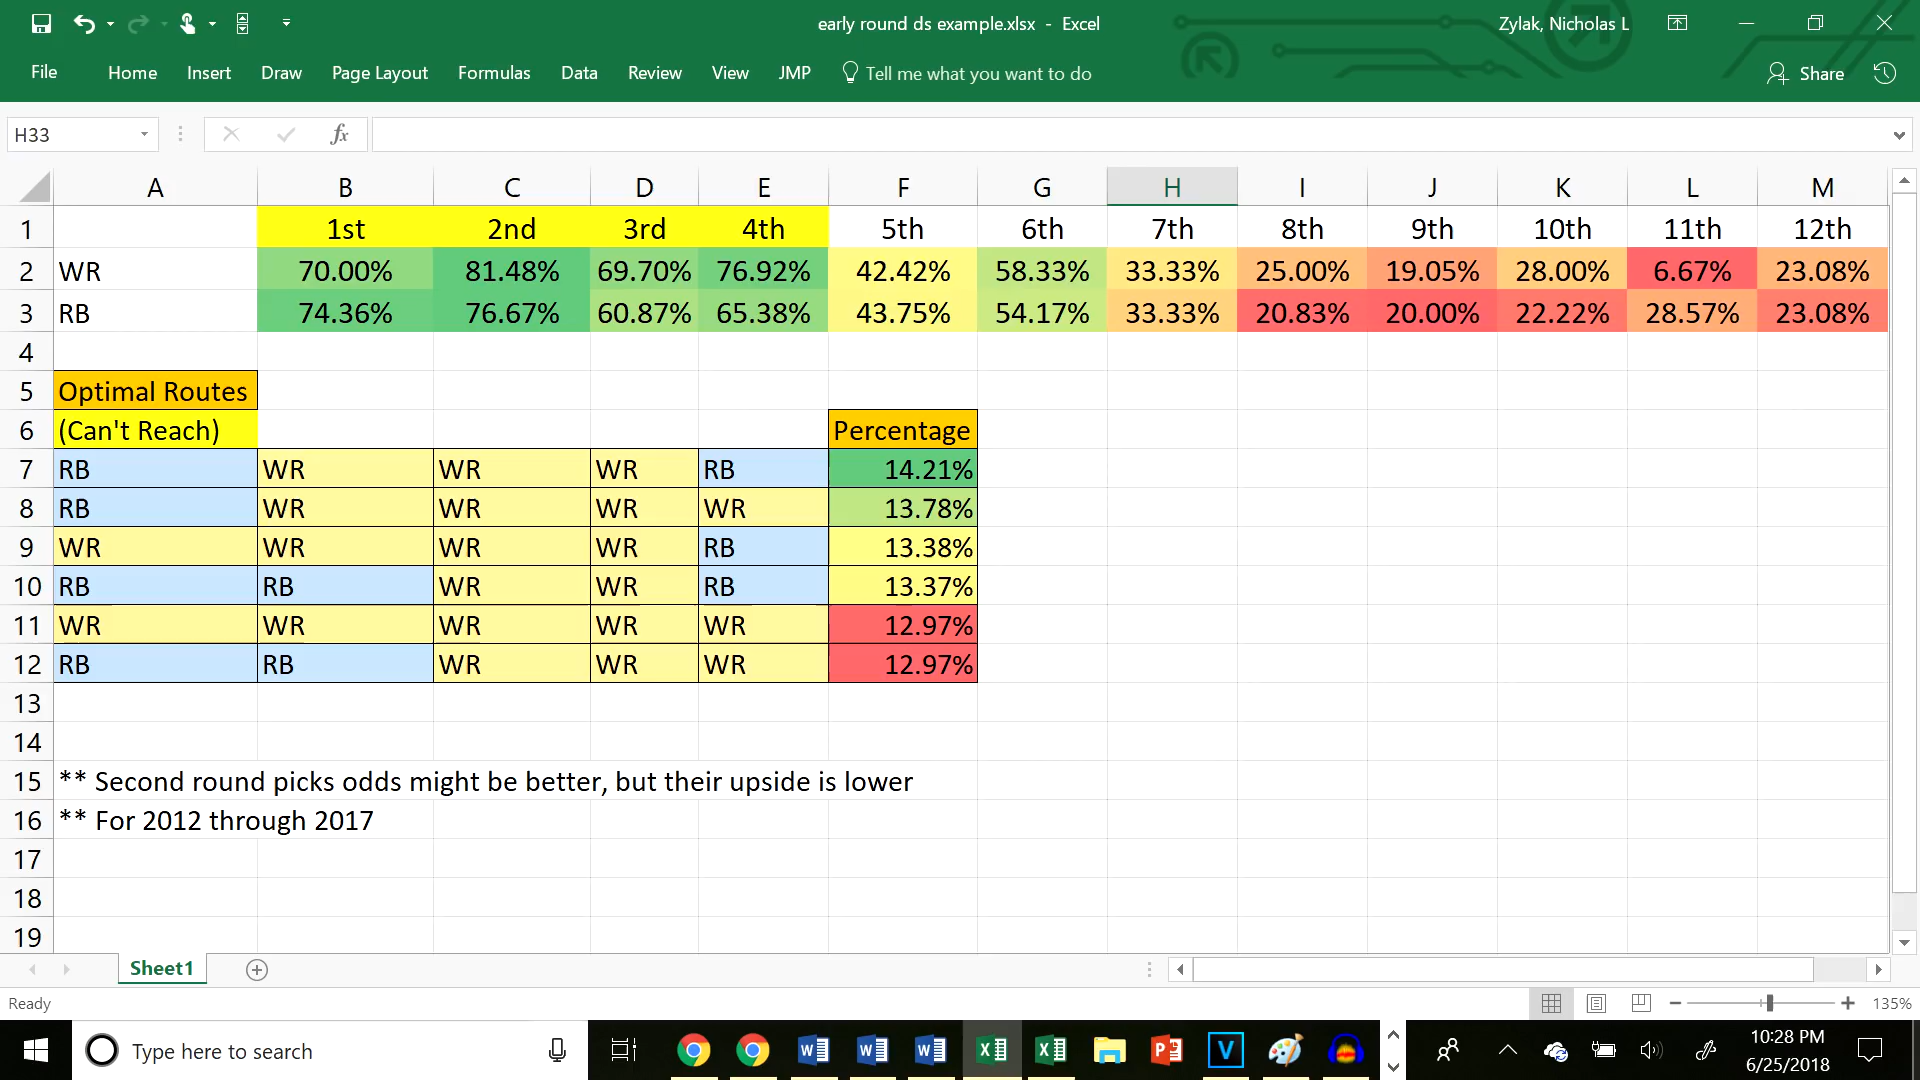 early round ds example.xlsx - Excel
Zylak, Nicholas L
File Home Insert Draw Page Layout Formulas Data Review View JMP Tell me what you want to do Share
H33 fx
A B C D E F G H I J K L M
1 1st 2nd 3rd 4th 5th 6th 7th 8th 9th 10th 11th 12th
2 WR 70.00% 81.48% 69.70% 76.92% 42.42% 58.33% 33.33% 25.00% 19.05% 28.00% 6.67% 23.08%
3 RB 74.36% 76.67% 60.87% 65.38% 43.75% 54.17% 33.33% 20.83% 20.00% 22.22% 28.57% 23.08%
4
5 Optimal Routes
6 (Can't Reach) Percentage
7 RB WR WR WR RB 14.21%
8 RB WR WR WR WR 13.78%
9 WR WR WR WR RB 13.38%
10 RB RB WR WR RB 13.37%
11 WR WR WR WR WR 12.97%
12 RB RB WR WR WR 12.97%
13
14
15 ** Second round picks odds might be better, but their upside is lower
16 ** For 2012 through 2017
17
18
19
Sheet1
Ready 135%
Type here to search
10:28 PM
6/25/2018